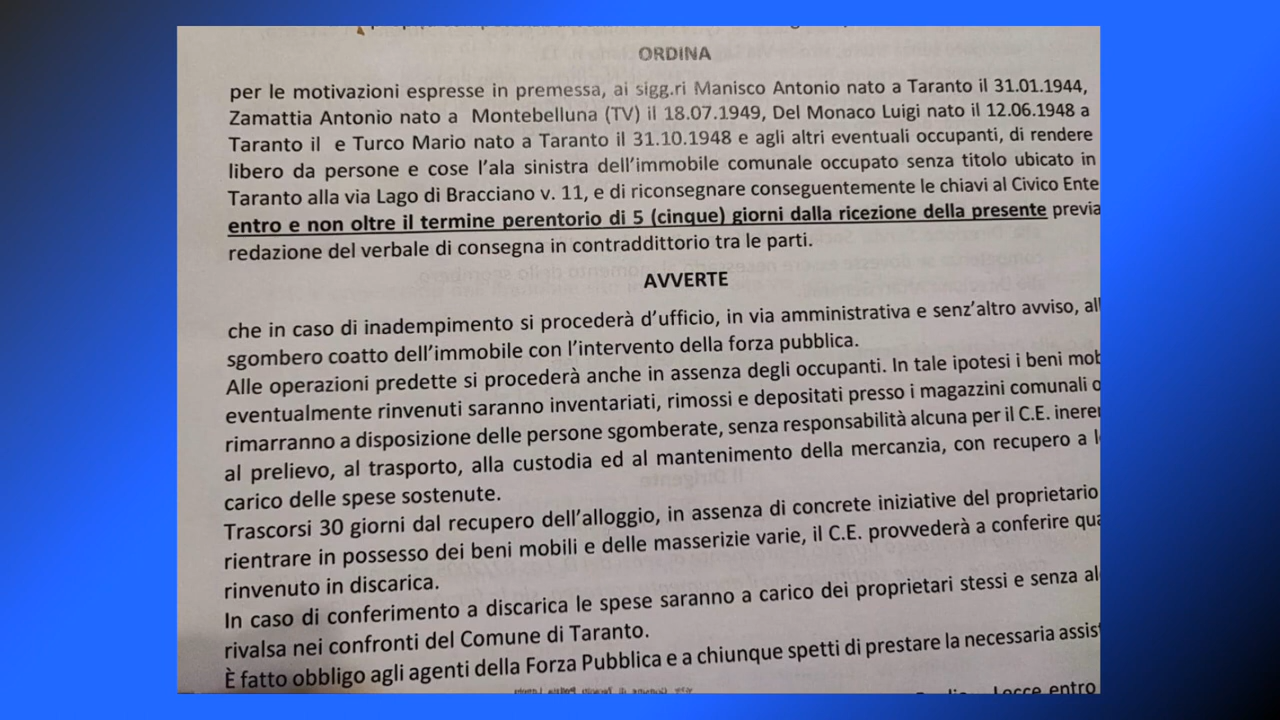 ORDINA
per le motivazioni espresse in premessa, ai sigg.ri Manisco Antonio nato a Taranto il 31.01.1944,
Zamattia Antonio nato a Montebelluna (TV) il 18.07.1949, Del Monaco Luigi nato il 12.06.1948 a
Taranto il e Turco Mario nato a Taranto il 31.10.1948 e agli altri eventuali occupanti, di rendere
libero da persone e cose l'ala sinistra dell'immobile comunale occupato senza titolo ubicato in
Taranto alla via Lago di Bracciano v. 11, e di riconsegnare conseguentemente le chiavi al Civico Ente
entro e non oltre il termine perentorio di 5 (cinque) giorni dalla ricezione della presente previa
redazione del verbale di consegna in contraddittorio tra le parti.
AVVERTE
che in caso di inadempimento si procederà d'ufficio, in via amministrativa e senz'altro avviso, all
sgombero coatto dell'immobile con l'intervento della forza pubblica.
Alle operazioni predette si procederà anche in assenza degli occupanti. In tale ipotesi i beni mob
eventualmente rinvenuti saranno inventariati, rimossi e depositati presso i magazzini comunali o
rimarranno a disposizione delle persone sgomberate, senza responsabilità alcuna per il C.E. ineren
al prelievo, al trasporto, alla custodia ed al mantenimento della mercanzia, con recupero a l
carico delle spese sostenute.
Trascorsi 30 giorni dal recupero dell'alloggio, in assenza di concrete iniziative del proprietario
rientrare in possesso dei beni mobili e delle masserizie varie, il C.E. provvederà a conferire qua
rinvenuto in discarica.
In caso di conferimento a discarica le spese saranno a carico dei proprietari stessi e senza al
rivalsa nei confronti del Comune di Taranto.
È fatto obbligo agli agenti della Forza Pubblica e a chiunque spetti di prestare la necessaria assist
Locce entro